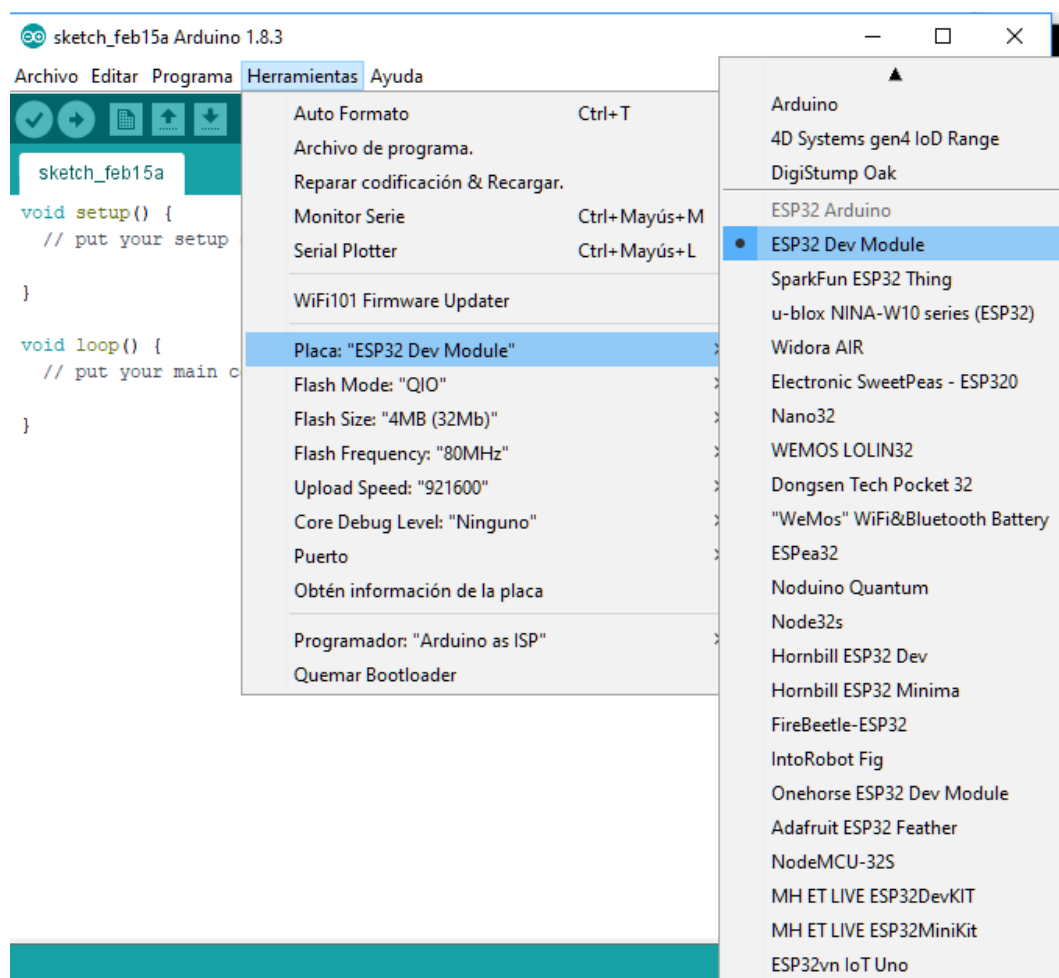 sketch_feb15a Arduino 1.8.3
Archivo Editar Programa Herramientas Ayuda
sketch_feb15a
void setup() {
// put your setup
}
void loop() {
// put your main c
}
Auto Formato Ctrl+T
Archivo de programa.
Reparar codificación & Recargar.
Monitor Serie Ctrl+Mayús+M
Serial Plotter Ctrl+Mayús+L
WiFi101 Firmware Updater
Placa: "ESP32 Dev Module"
Flash Mode: "QIO"
Flash Size: "4MB (32Mb)"
Flash Frequency: "80MHz"
Upload Speed: "921600"
Core Debug Level: "Ninguno"
Puerto
Obtén información de la placa
Programador: "Arduino as ISP"
Quemar Bootloader
Arduino
4D Systems gen4 IoD Range
DigiStump Oak
ESP32 Arduino
ESP32 Dev Module
SparkFun ESP32 Thing
u-blox NINA-W10 series (ESP32)
Widora AIR
Electronic SweetPeas - ESP320
Nano32
WEMOS LOLIN32
Dongsen Tech Pocket 32
"WeMos" WiFi&Bluetooth Battery
ESPea32
Noduino Quantum
Node32s
Hornbill ESP32 Dev
Hornbill ESP32 Minima
FireBeetle-ESP32
IntoRobot Fig
Onehorse ESP32 Dev Module
Adafruit ESP32 Feather
NodeMCU-32S
MH ET LIVE ESP32DevKIT
MH ET LIVE ESP32MiniKit
ESP32vn IoT Uno